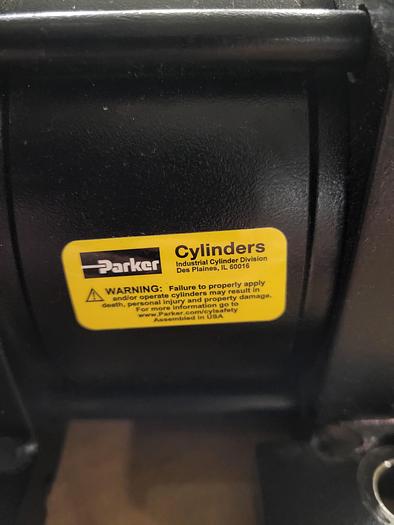 Parker
Cylinders
Industrial Cylinder Division
Des Plaines, IL 60016
WARNING: Failure to properly apply
and/or operate cylinders may result in
death, personal injury and property damage.
For more information go to
www.Parker.com/cylsafety
Assembled in USA